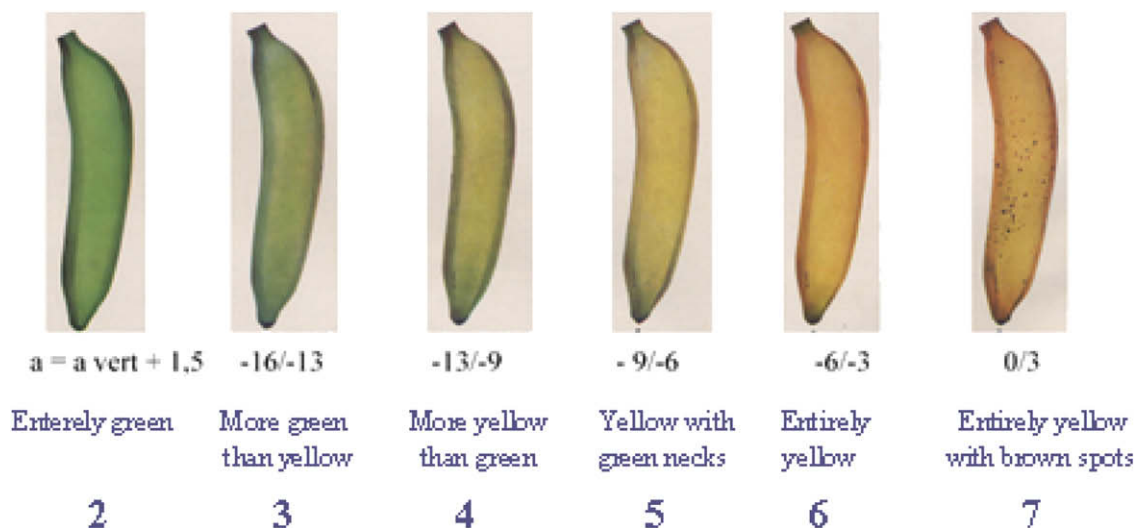 a = a vert + 1,5 -16/-13 -13/-9 - 9/-6 -6/-3 0/3
Enterely green More green More yellow Yellow with Entirely Entirely yellow
than yellow than green green necks yellow with brown spots
2 3 4 5 6 7